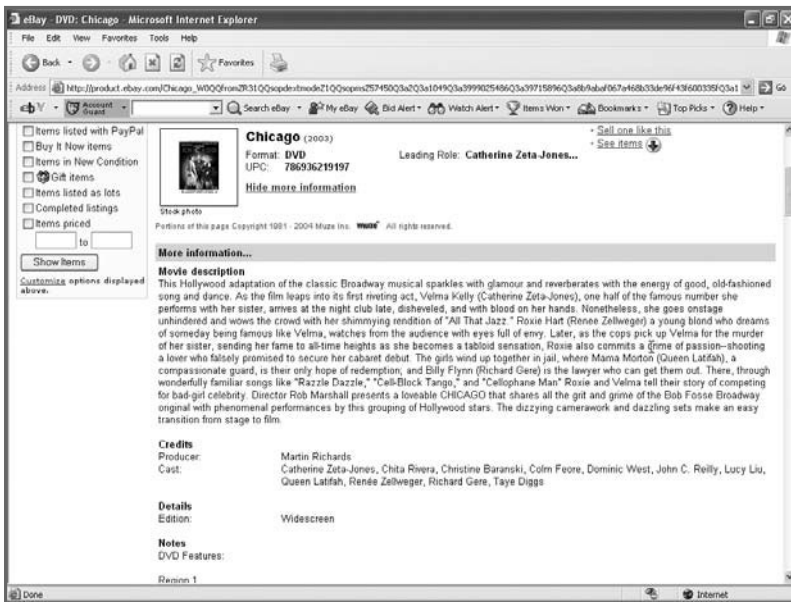 eBay - DVD: Chicago - Microsoft Internet Explorer
File Edit View Favorites Tools Help
Back Favorites
Address http://product.ebay.com/Chicago_W0QQfromZR31QQsopdextmodeZ1QQsopmsZ57450Q3a2Q3a1049Q3a3999025486Q3a39715896Q3a8b9abaf067a468b33de96f43f600335fQ3a1 Go
ebY Account Guard Search eBay My eBay Bid Alert Watch Alert Items Won Bookmarks Top Picks Help
Items listed with PayPal
Buy It Now items
Items in New Condition
Gift items
Items listed as lots
Completed listings
Items priced
to
Show Items
Customize options displayed
above.
Chicago (2003)
Format: DVD Leading Role: Catherine Zeta-Jones...
UPC: 786936219197
Hide more information
· Sell one like this
· See items
Stock photo
Portions of this page Copyright 1981 - 2004 Muze Inc. muze All rights reserved.
More information...
Movie description
This Hollywood adaptation of the classic Broadway musical sparkles with glamour and reverberates with the energy of good, old-fashioned
song and dance. As the film leaps into its first riveting act, Velma Kelly (Catherine Zeta-Jones), one half of the famous number she
performs with her sister, arrives at the night club late, disheveled, and with blood on her hands. Nonetheless, she goes onstage
unhindered and wows the crowd with her shimmying rendition of "All That Jazz." Roxie Hart (Renee Zellweger) a young blond who dreams
of someday being famous like Velma, watches from the audience with eyes full of envy. Later, as the cops pick up Velma for the murder
of her sister, sending her fame to all-time heights as she becomes a tabloid sensation, Roxie also commits a crime of passion--shooting
a lover who falsely promised to secure her cabaret debut. The girls wind up together in jail, where Mama Morton (Queen Latifah), a
compassionate guard, is their only hope of redemption; and Billy Flynn (Richard Gere) is the lawyer who can get them out. There, through
wonderfully familiar songs like "Razzle Dazzle," "Cell-Block Tango," and "Cellophane Man" Roxie and Velma tell their story of competing
for bad-girl celebrity. Director Rob Marshall presents a loveable CHICAGO that shares all the grit and grime of the Bob Fosse Broadway
original with phenomenal performances by this grouping of Hollywood stars. The dizzying camerawork and dazzling sets make an easy
transition from stage to film.
Credits
Producer: Martin Richards
Cast: Catherine Zeta-Jones, Chita Rivera, Christine Baranski, Colm Feore, Dominic West, John C. Reilly, Lucy Liu,
Queen Latifah, Renée Zellweger, Richard Gere, Taye Diggs
Details
Edition: Widescreen
Notes
DVD Features:
Region 1
Done Internet